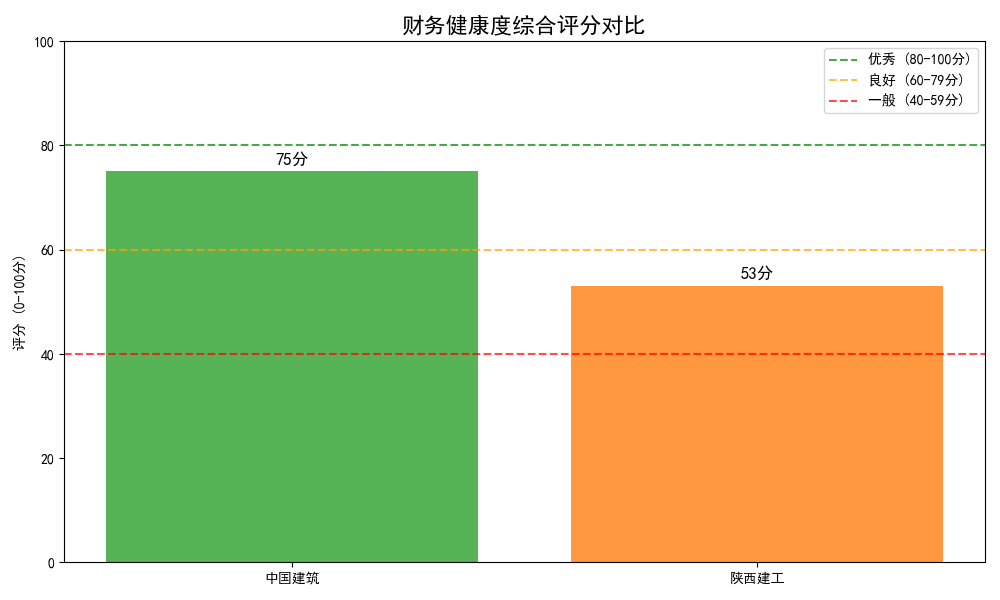 财务健康度综合评分对比
优秀 (80-100分)
良好 (60-79分)
一般 (40-59分)
评分 (0-100分)
100
80
60
40
20
0
75分
53分
中国建筑
陕西建工